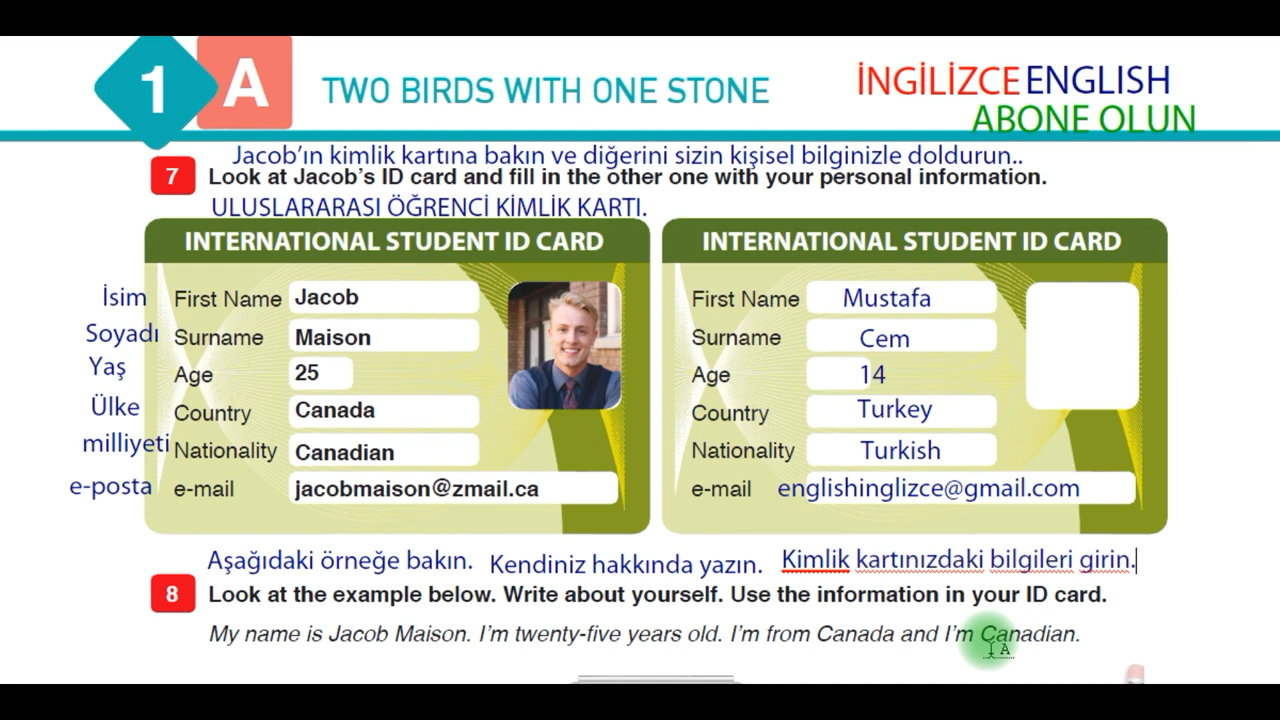 1 A TWO BIRDS WITH ONE STONE
İNGİLİZCE ENGLISH
ABONE OLUN
Jacob'ın kimlik kartına bakın ve diğerini sizin kişisel bilginizle doldurun..
7 Look at Jacob's ID card and fill in the other one with your personal information.
ULUSLARARASI ÖĞRENCİ KİMLİK KARTI.
INTERNATIONAL STUDENT ID CARD
İsim First Name Jacob
Soyadı Surname Maison
Yaş Age 25
Ülke Country Canada
milliyeti Nationality Canadian
e-posta e-mail jacobmaison@zmail.ca
INTERNATIONAL STUDENT ID CARD
First Name Mustafa
Surname Cem
Age 14
Country Turkey
Nationality Turkish
e-mail englishinglizce@gmail.com
Aşağıdaki örneğe bakın. Kendiniz hakkında yazın. Kimlik kartınızdaki bilgileri girin.
8 Look at the example below. Write about yourself. Use the information in your ID card.
My name is Jacob Maison. I'm twenty-five years old. I'm from Canada and I'm Canadian.